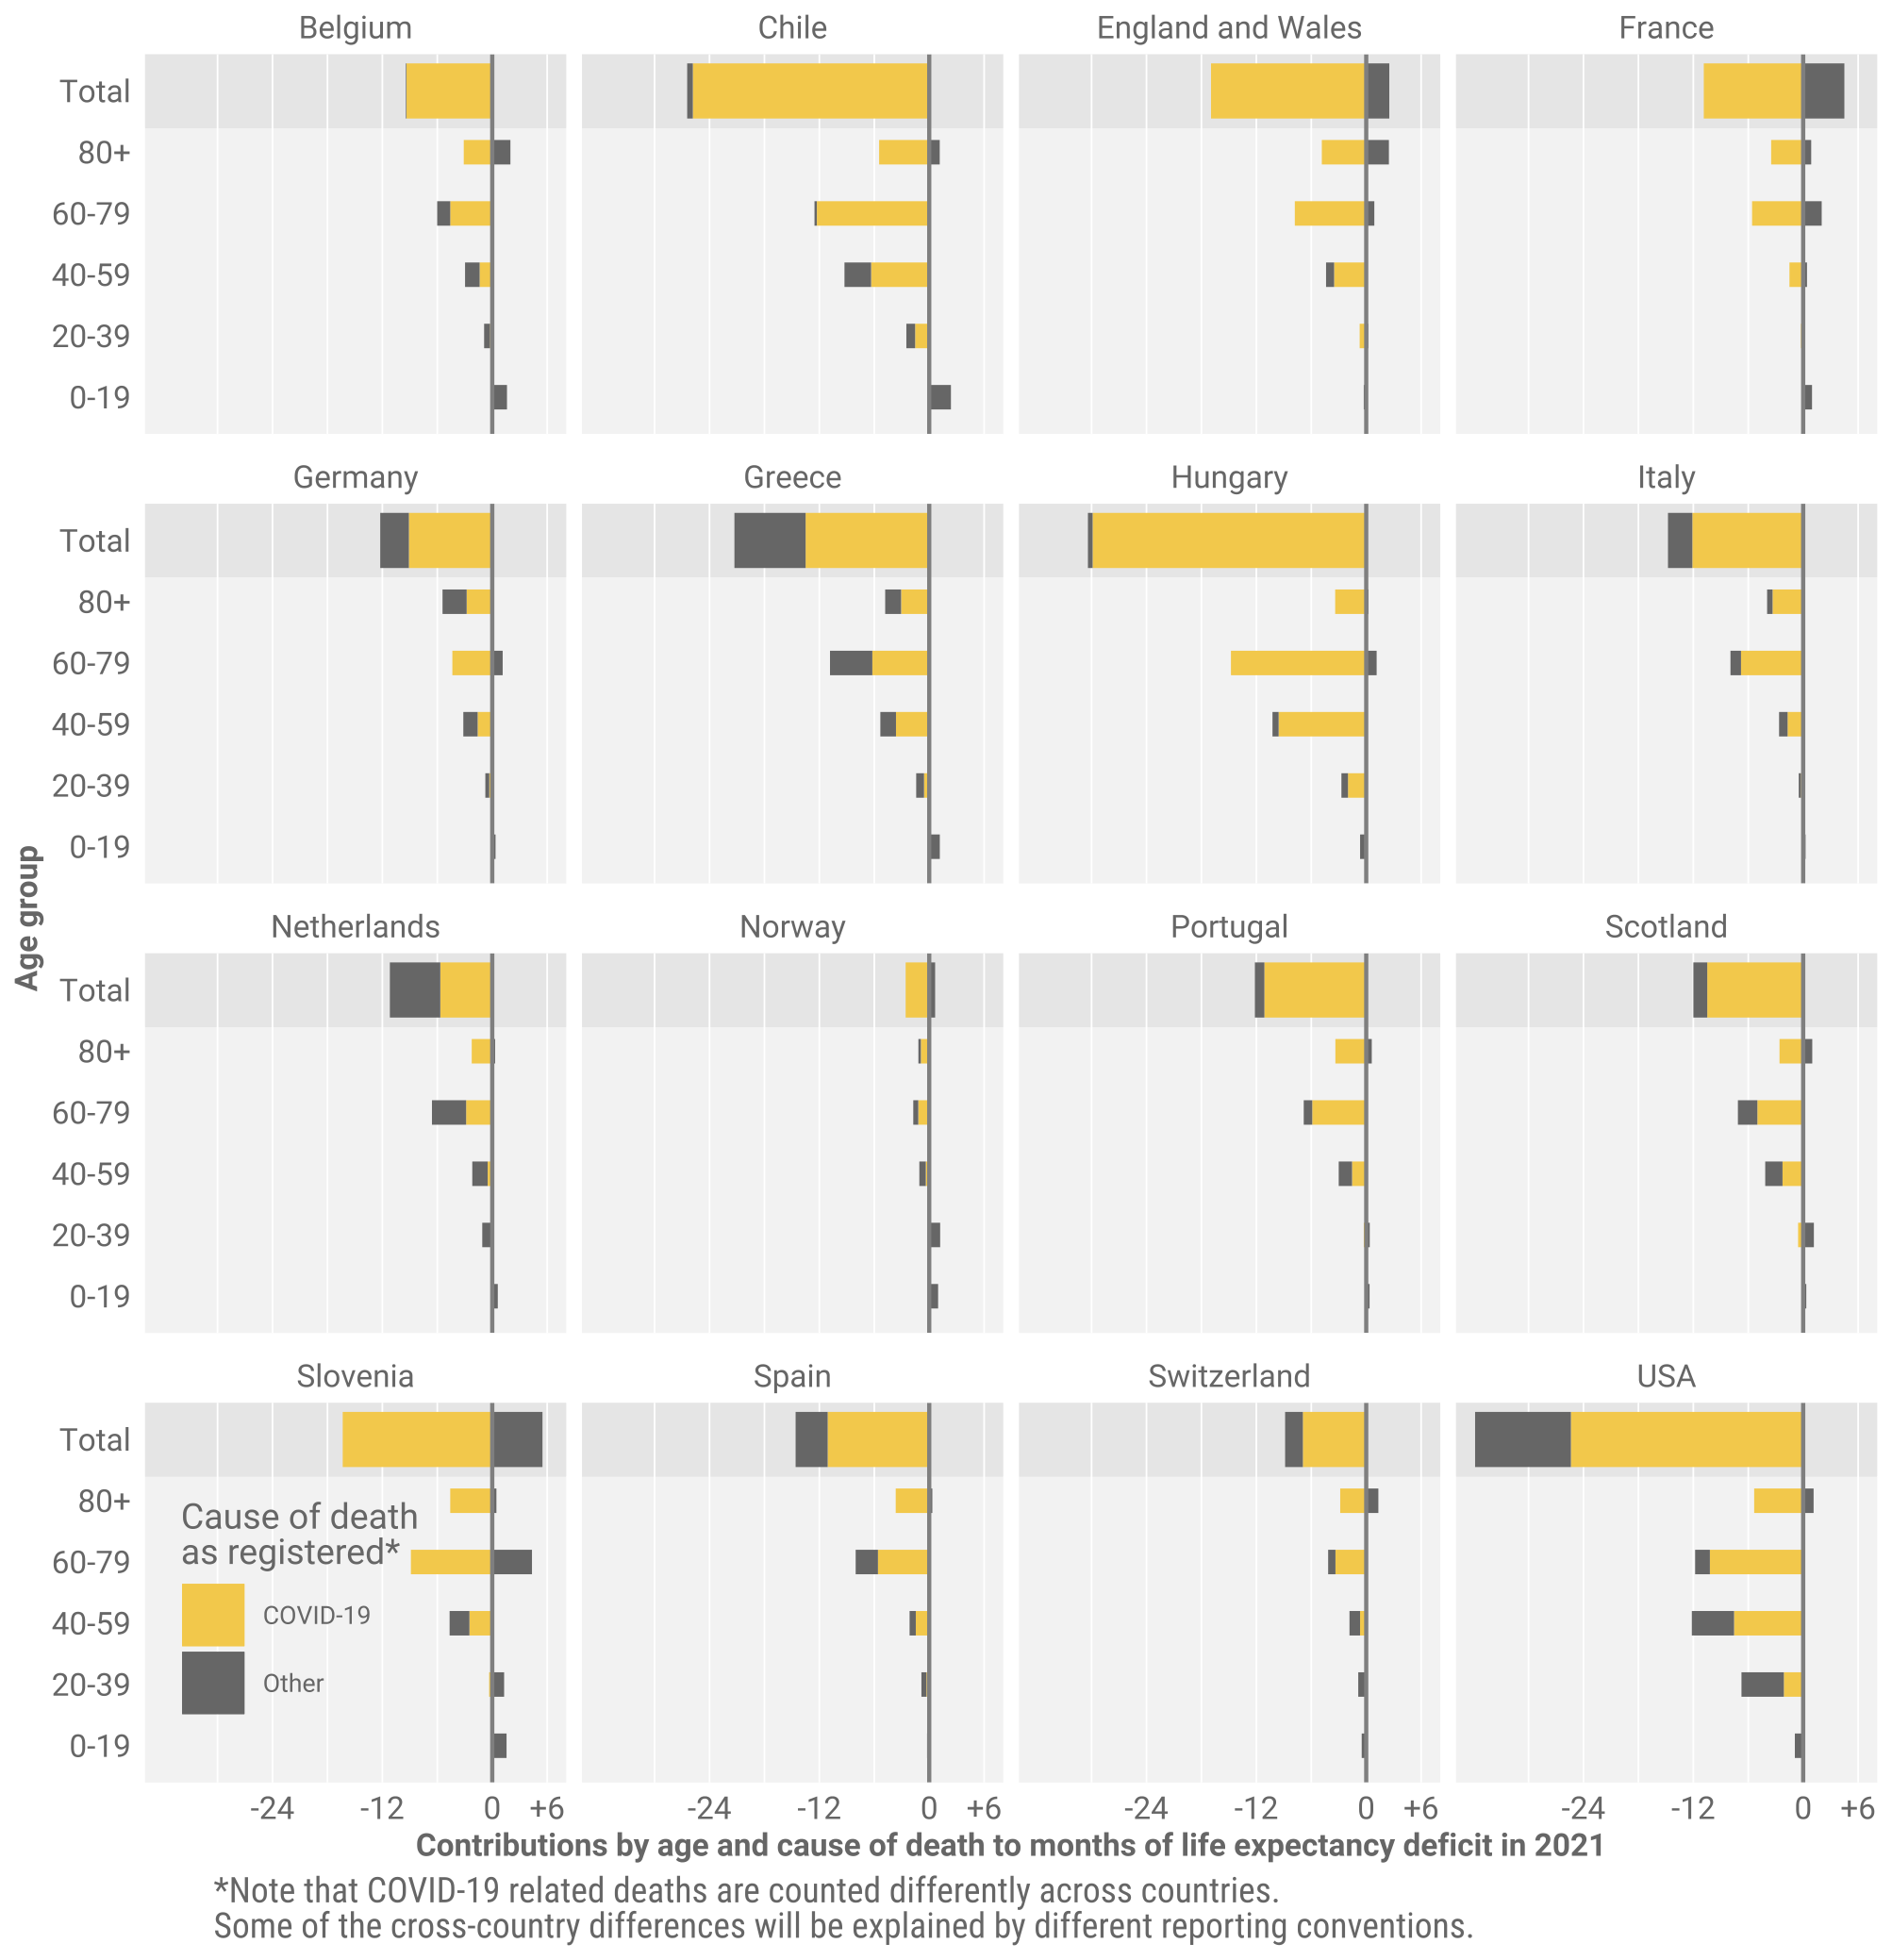 Belgium Chile England and Wales France
Total
80+
60-79
40-59
20-39
0-19
Germany Greece Hungary Italy
Total
80+
60-79
40-59
20-39
0-19
Age group
Netherlands Norway Portugal Scotland
Total
80+
60-79
40-59
20-39
0-19
Slovenia Spain Switzerland USA
Total
80+
60-79
40-59
20-39
0-19
Cause of death
as registered*
COVID-19
Other
-24 -12 0 +6 -24 -12 0 +6 -24 -12 0 +6 -24 -12 0 +6
Contributions by age and cause of death to months of life expectancy deficit in 2021
*Note that COVID-19 related deaths are counted differently across countries.
Some of the cross-country differences will be explained by different reporting conventions.